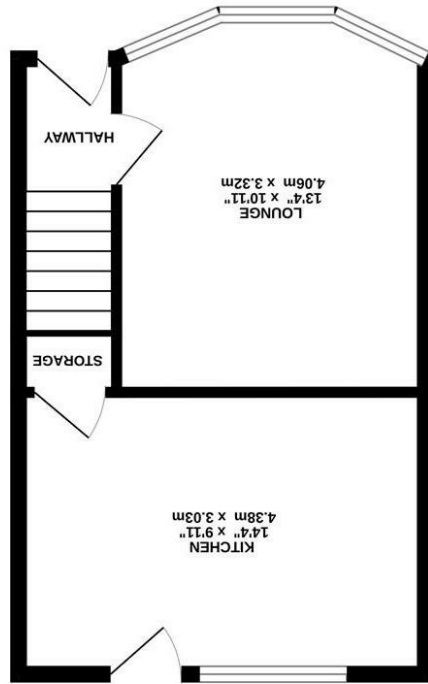 KITCHEN
14'4" x 9'11"
4.38m x 3.03m
STORAGE
LOUNGE
13'4" x 10'11"
4.06m x 3.32m
HALLWAY